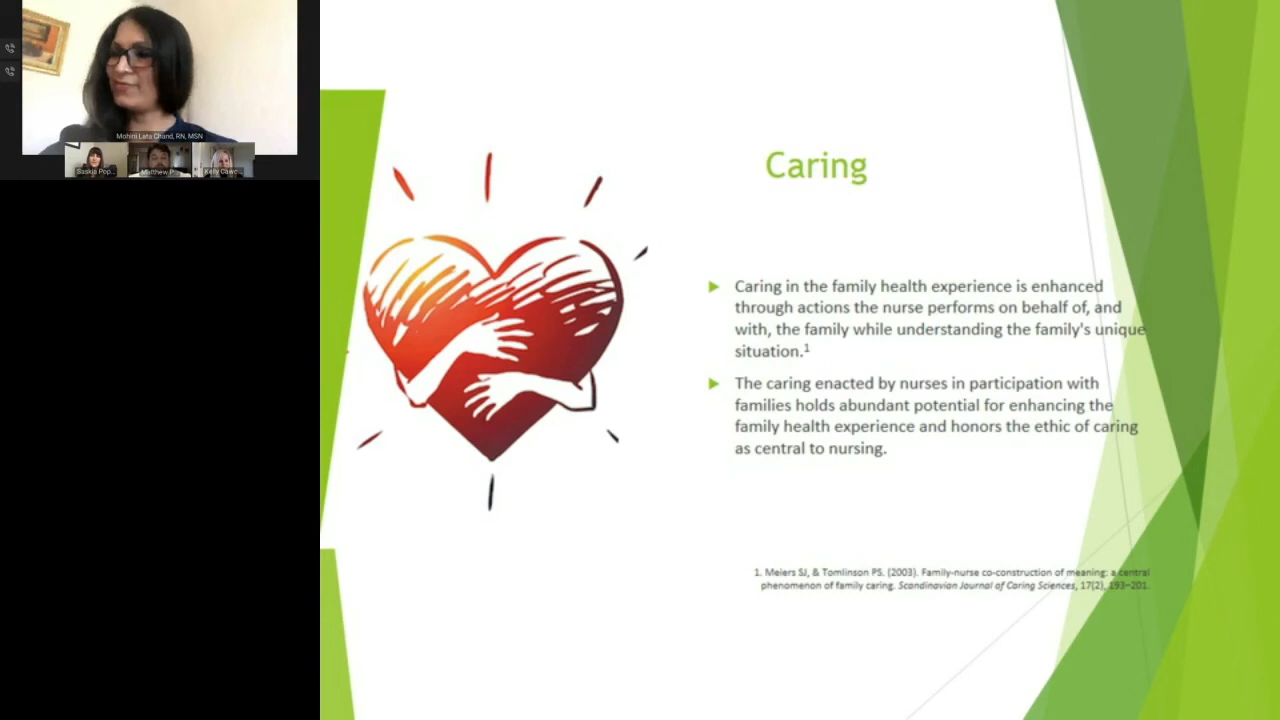 Mohini Lata Chand, RN, MSN
Saskia Pop...
Matthew P...
Kelly Cawc...
Caring
Caring in the family health experience is enhanced
through actions the nurse performs on behalf of, and
with, the family while understanding the family's unique
situation.¹
The caring enacted by nurses in participation with
families holds abundant potential for enhancing the
family health experience and honors the ethic of caring
as central to nursing.
1. Meiers SJ, & Tomlinson PS. (2003). Family-nurse co-construction of meaning: a central
phenomenon of family caring. Scandinavian Journal of Caring Sciences, 17(2), 193–201.